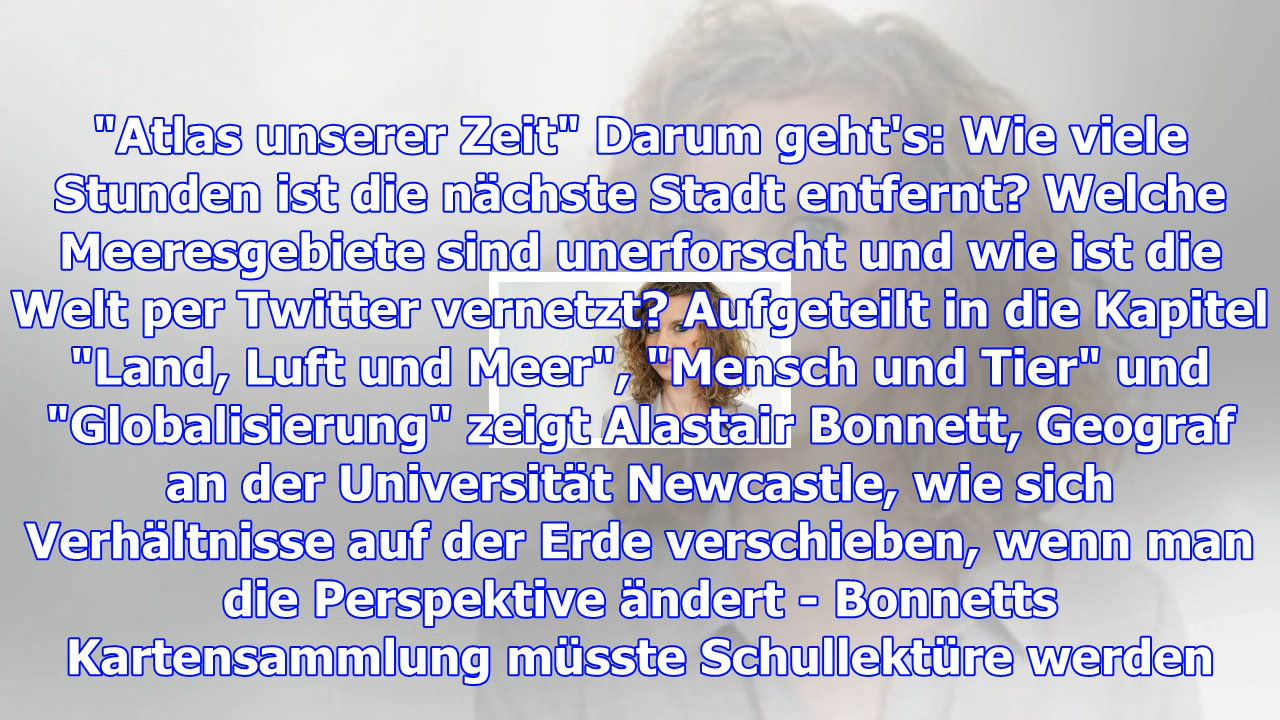 "Atlas unserer Zeit" Darum geht's: Wie viele
Stunden ist die nächste Stadt entfernt? Welche
Meeresgebiete sind unerforscht und wie ist die
Welt per Twitter vernetzt? Aufgeteilt in die Kapitel
"Land, Luft und Meer", "Mensch und Tier" und
"Globalisierung" zeigt Alastair Bonnett, Geograf
an der Universität Newcastle, wie sich
Verhältnisse auf der Erde verschieben, wenn man
die Perspektive ändert - Bonnetts
Kartensammlung müsste Schullektüre werden